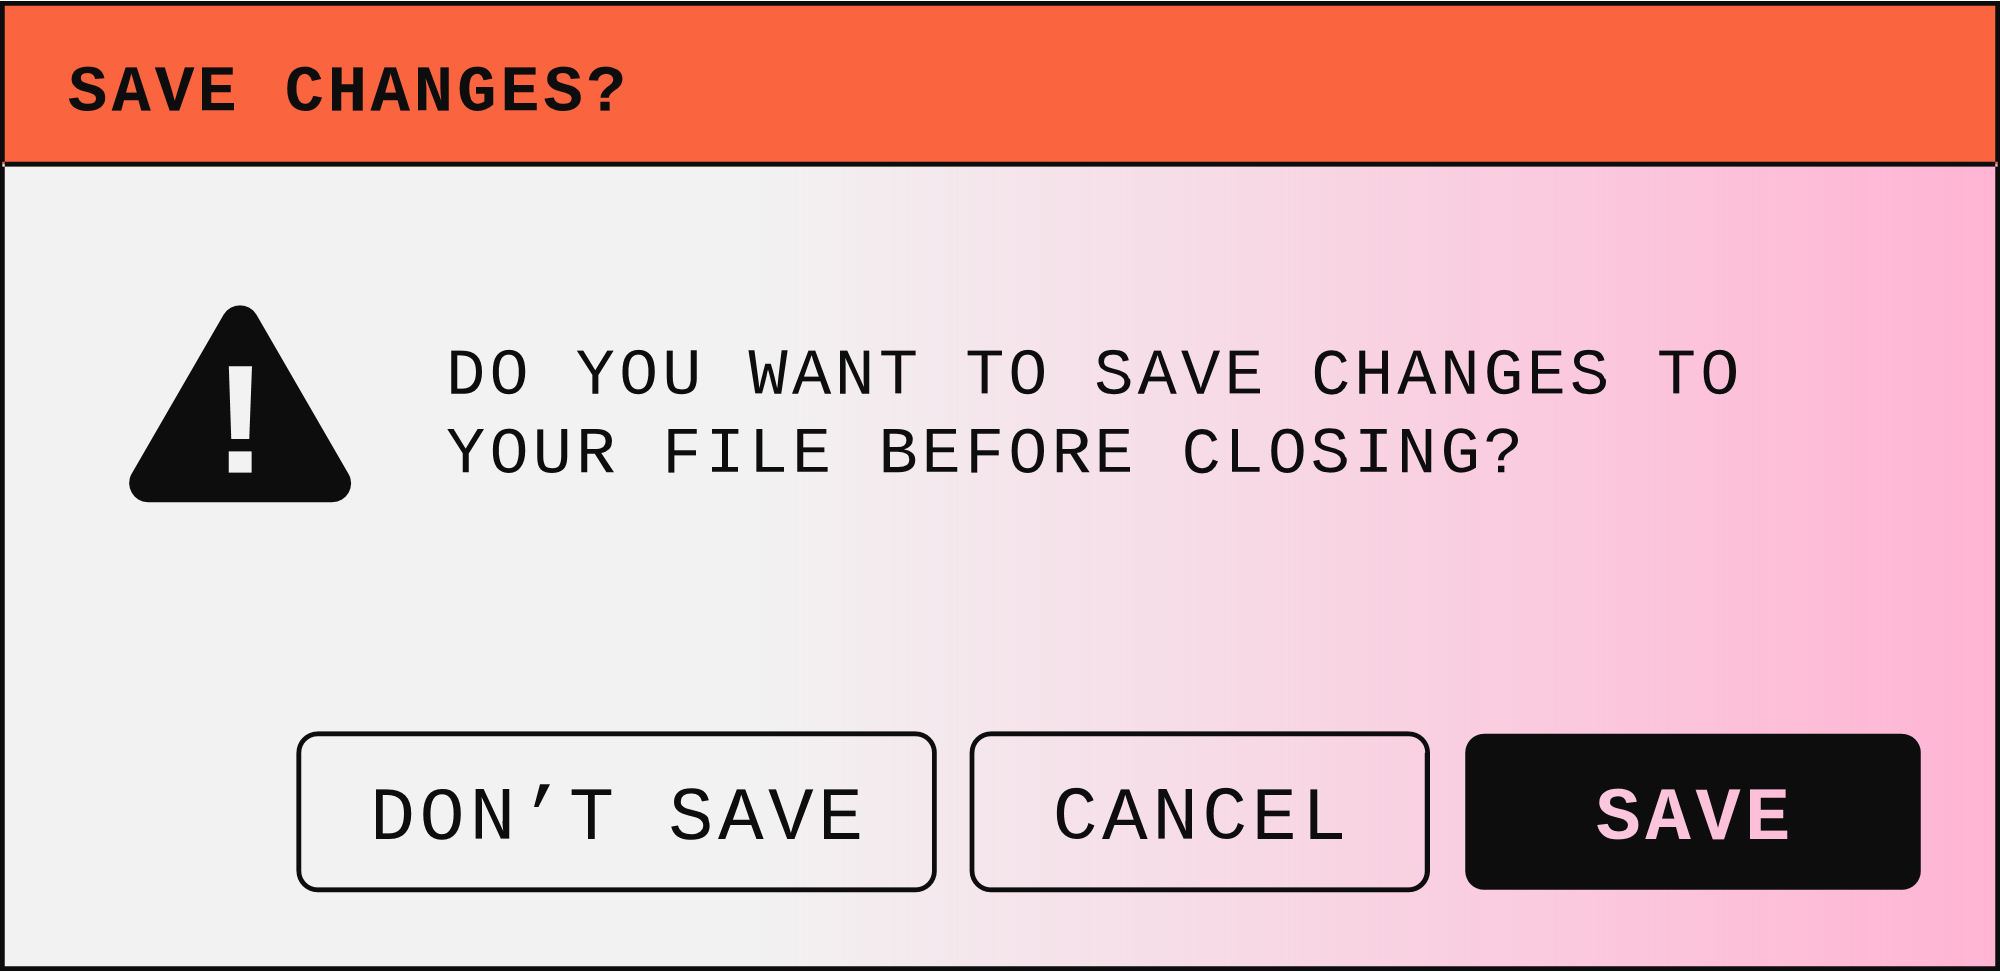 SAVE CHANGES?
!
DO YOU WANT TO SAVE CHANGES TO
YOUR FILE BEFORE CLOSING?
DON’T SAVE
CANCEL
SAVE